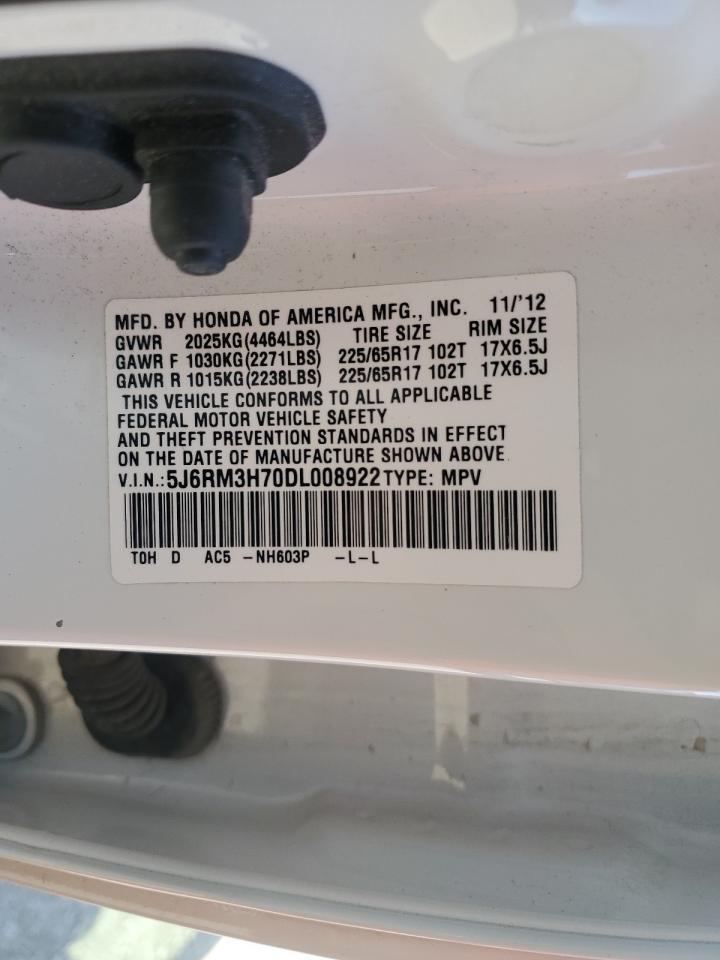 MFD. BY HONDA OF AMERICA MFG., INC. 11/'12
GVWR 2025KG(4464LBS) TIRE SIZE RIM SIZE
GAWR F 1030KG(2271LBS) 225/65R17 102T 17X6.5J
GAWR R 1015KG(2238LBS) 225/65R17 102T 17X6.5J
THIS VEHICLE CONFORMS TO ALL APPLICABLE
FEDERAL MOTOR VEHICLE SAFETY
AND THEFT PREVENTION STANDARDS IN EFFECT
ON THE DATE OF MANUFACTURE SHOWN ABOVE.
V.I.N.:5J6RM3H70DL008922 TYPE: MPV
TOH D AC5 -NH603P -L-L